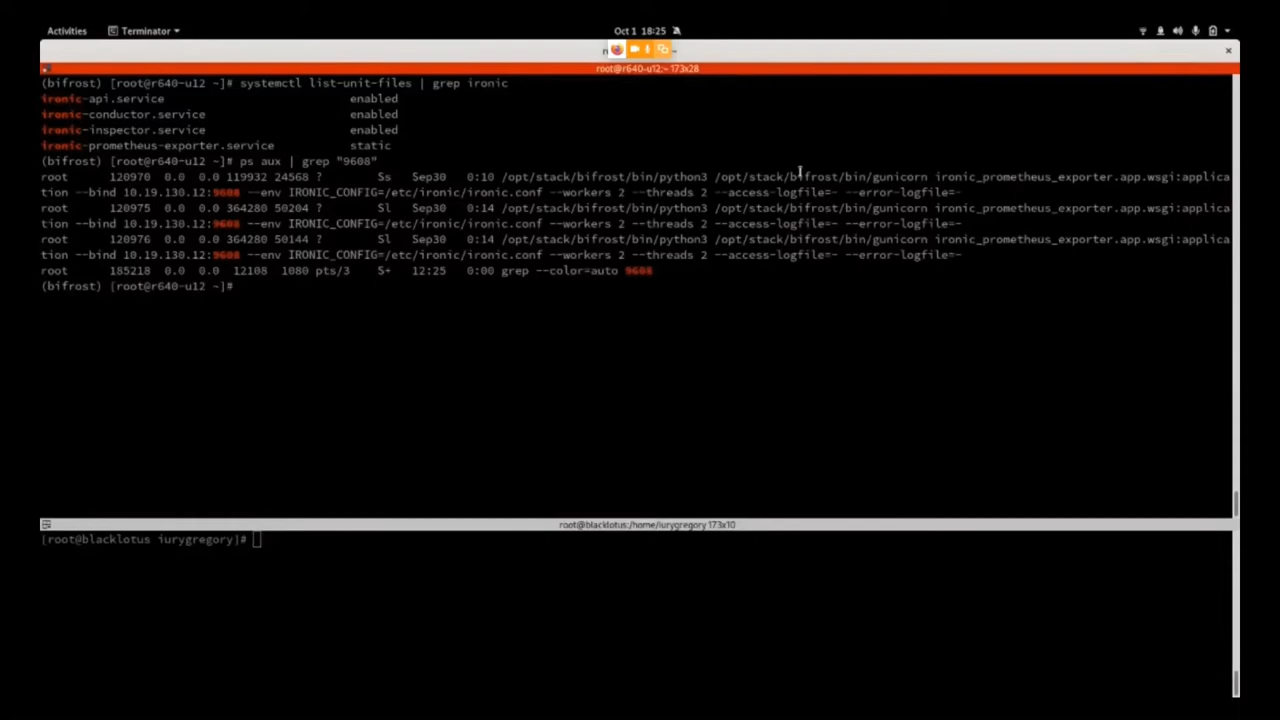 Activities Terminator Oct 1 18:25
root@r640-u12:~ 173x28
(bifrost) [root@r640-u12 ~]# systemctl list-unit-files | grep ironic
ironic-api.service enabled
ironic-conductor.service enabled
ironic-inspector.service enabled
ironic-prometheus-exporter.service static
(bifrost) [root@r640-u12 ~]# ps aux | grep "9608"
root 120970 0.0 0.0 119932 24568 ? Ss Sep30 0:10 /opt/stack/bifrost/bin/python3 /opt/stack/bifrost/bin/gunicorn ironic_prometheus_exporter.app.wsgi:applica
tion --bind 10.19.130.12:9608 --env IRONIC_CONFIG=/etc/ironic/ironic.conf --workers 2 --threads 2 --access-logfile=- --error-logfile=-
root 120975 0.0 0.0 364280 50204 ? Sl Sep30 0:14 /opt/stack/bifrost/bin/python3 /opt/stack/bifrost/bin/gunicorn ironic_prometheus_exporter.app.wsgi:applica
tion --bind 10.19.130.12:9608 --env IRONIC_CONFIG=/etc/ironic/ironic.conf --workers 2 --threads 2 --access-logfile=- --error-logfile=-
root 120976 0.0 0.0 364280 50144 ? Sl Sep30 0:14 /opt/stack/bifrost/bin/python3 /opt/stack/bifrost/bin/gunicorn ironic_prometheus_exporter.app.wsgi:applica
tion --bind 10.19.130.12:9608 --env IRONIC_CONFIG=/etc/ironic/ironic.conf --workers 2 --threads 2 --access-logfile=- --error-logfile=-
root 185218 0.0 0.0 12108 1080 pts/3 S+ 12:25 0:00 grep --color=auto 9608
(bifrost) [root@r640-u12 ~]#
root@blacklotus:/home/iurygregory 173x10
[root@blacklotus iurygregory]#